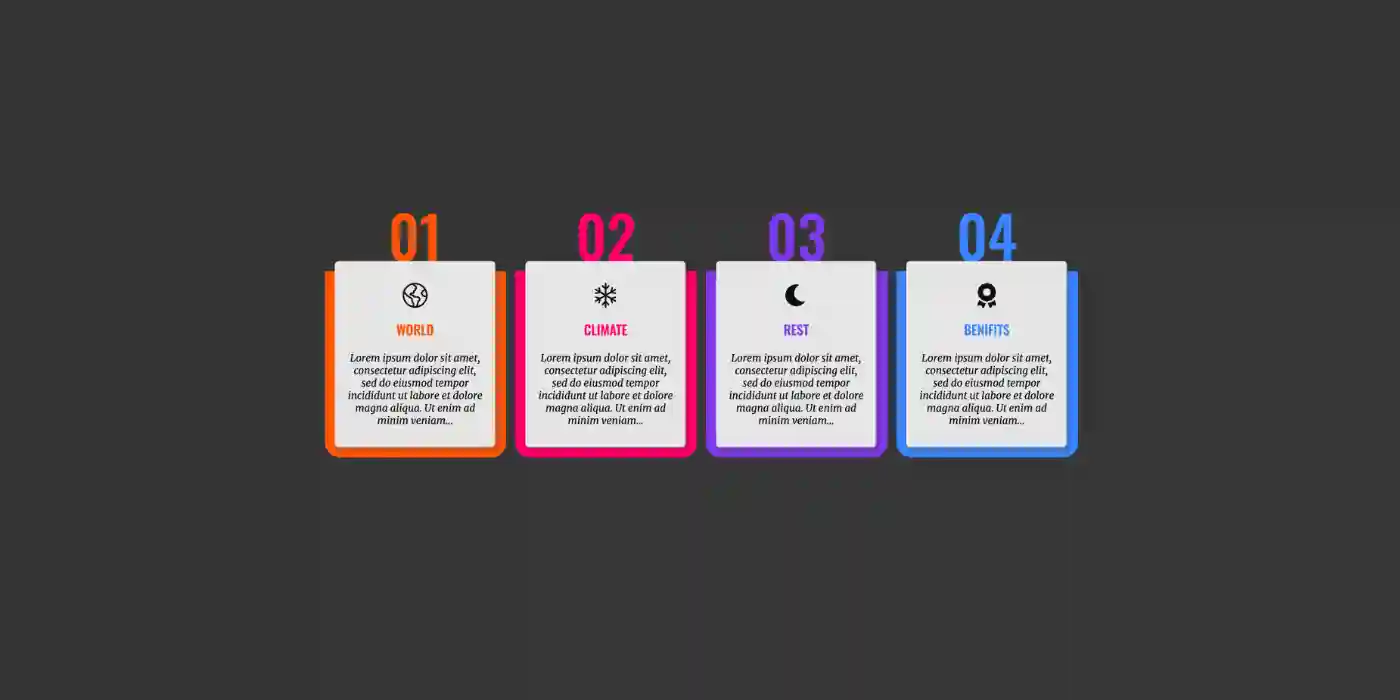 01
WORLD
Lorem ipsum dolor sit amet,
consectetur adipiscing elit,
sed do eiusmod tempor
incididunt ut labore et dolore
magna aliqua. Ut enim ad
minim veniam...
02
CLIMATE
Lorem ipsum dolor sit amet,
consectetur adipiscing elit,
sed do eiusmod tempor
incididunt ut labore et dolore
magna aliqua. Ut enim ad
minim veniam...
03
REST
Lorem ipsum dolor sit amet,
consectetur adipiscing elit,
sed do eiusmod tempor
incididunt ut labore et dolore
magna aliqua. Ut enim ad
minim veniam...
04
BENIFITS
Lorem ipsum dolor sit amet,
consectetur adipiscing elit,
sed do eiusmod tempor
incididunt ut labore et dolore
magna aliqua. Ut enim ad
minim veniam...